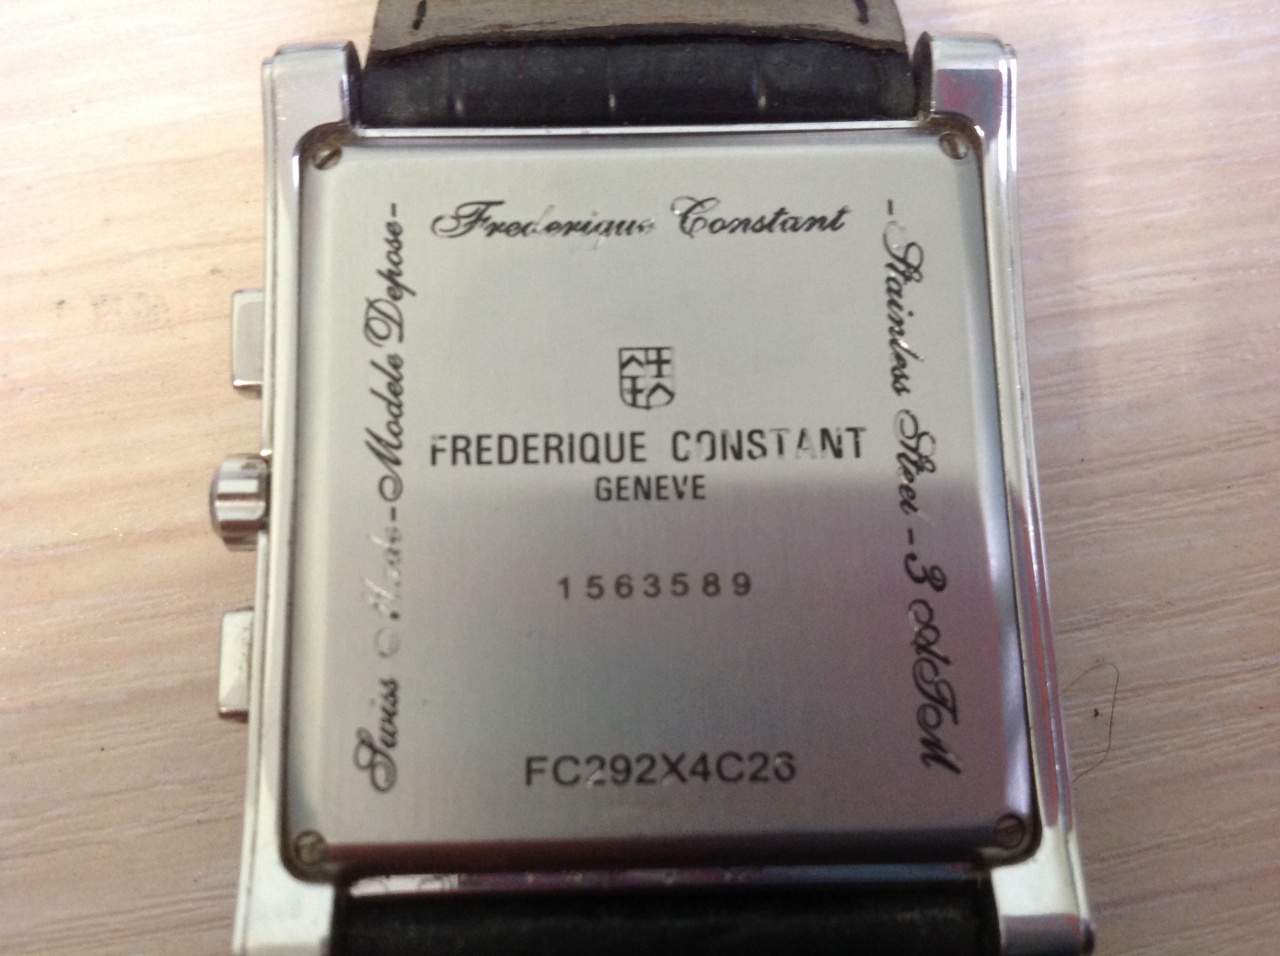 Frederique Constant
-Stainless Steel-3 ATM
Swiss Made-Modele Depose-
FREDERIQUE CONSTANT
GENEVE
1563589
FC292X4C26